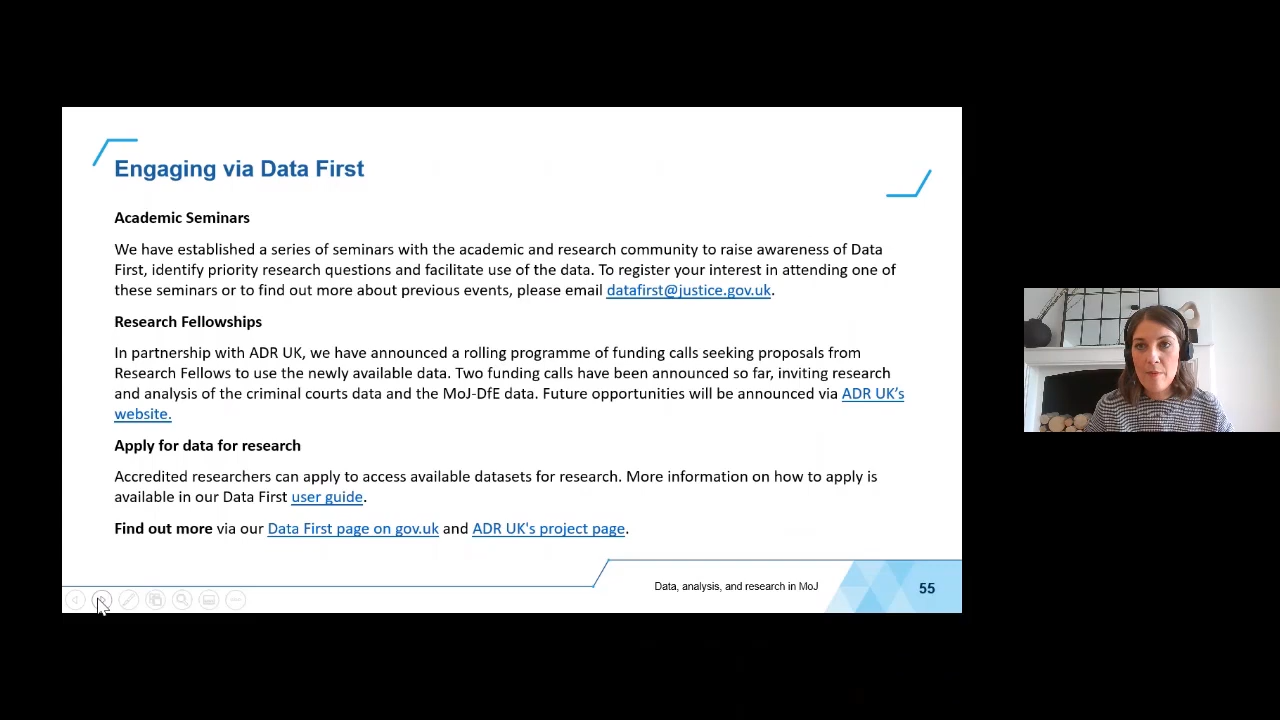 Engaging via Data First
Academic Seminars
We have established a series of seminars with the academic and research community to raise awareness of Data
First, identify priority research questions and facilitate use of the data. To register your interest in attending one of
these seminars or to find out more about previous events, please email datafirst@justice.gov.uk.
Research Fellowships
In partnership with ADR UK, we have announced a rolling programme of funding calls seeking proposals from
Research Fellows to use the newly available data. Two funding calls have been announced so far, inviting research
and analysis of the criminal courts data and the MoJ-DfE data. Future opportunities will be announced via ADR UK’s
website.
Apply for data for research
Accredited researchers can apply to access available datasets for research. More information on how to apply is
available in our Data First user guide.
Find out more via our Data First page on gov.uk and ADR UK's project page.
Data, analysis, and research in MoJ
55